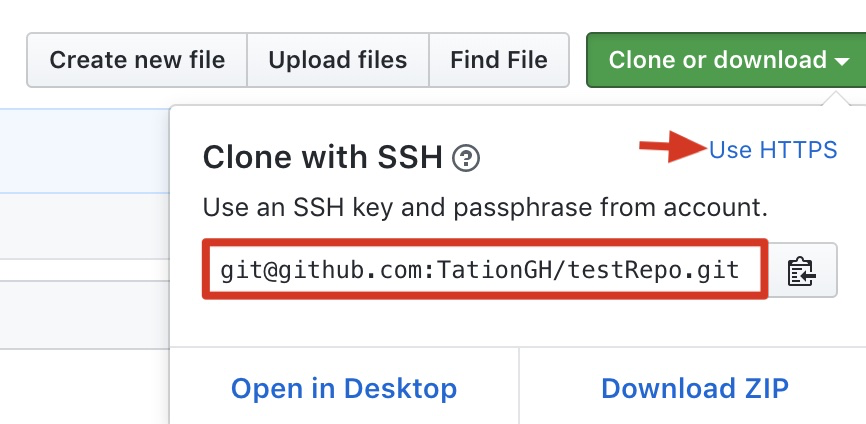 Create new file Upload files Find File Clone or download
Clone with SSH ?
Use HTTPS
Use an SSH key and passphrase from account.
git@github.com:TationGH/testRepo.git
Open in Desktop Download ZIP